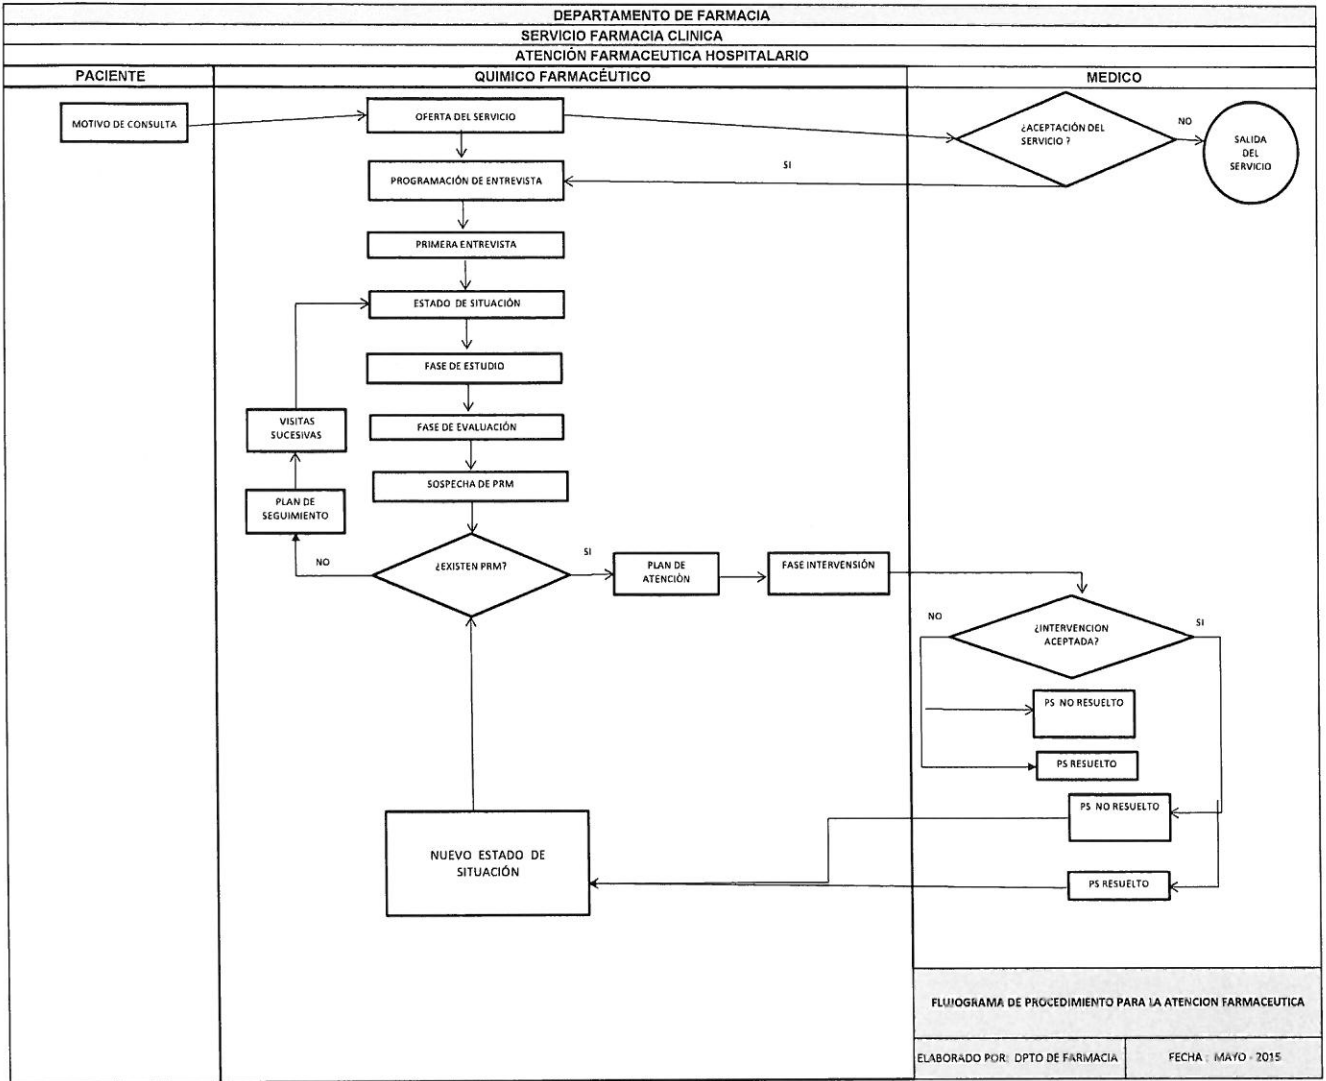 DEPARTAMENTO DE FARMACIA
SERVICIO FARMACIA CLINICA
ATENCIÓN FARMACEUTICA HOSPITALARIO
PACIENTE
QUIMICO FARMACÉUTICO
MEDICO
MOTIVO DE CONSULTA
OFERTA DEL SERVICIO
¿ACEPTACIÓN DEL
SERVICIO ?
NO
SALIDA
DEL
SERVICIO
SI
PROGRAMACIÓN DE ENTREVISTA
PRIMERA ENTREVISTA
ESTADO DE SITUACIÓN
FASE DE ESTUDIO
VISITAS
SUCESIVAS
FASE DE EVALUACIÓN
SOSPECHA DE PRM
PLAN DE
SEGUIMIENTO
NO
¿EXISTEN PRM?
SI
PLAN DE
ATENCIÓN
FASE INTERVENSIÓN
NO
¿INTERVENCION
ACEPTADA?
SI
PS NO RESUELTO
PS RESUELTO
PS NO RESUELTO
NUEVO ESTADO DE
SITUACIÓN
PS RESUELTO
FLUJOGRAMA DE PROCEDIMIENTO PARA LA ATENCION FARMACEUTICA
ELABORADO POR: DPTO DE FARMACIA
FECHA : MAYO - 2015